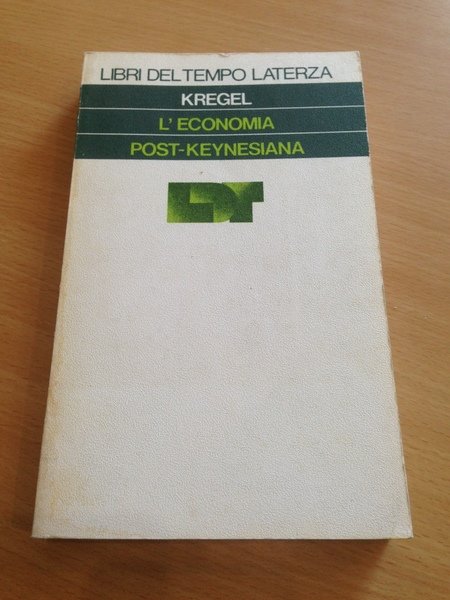 LIBRI DEL TEMPO LATERZA
KREGEL
L'ECONOMIA
POST-KEYNESIANA
LDT